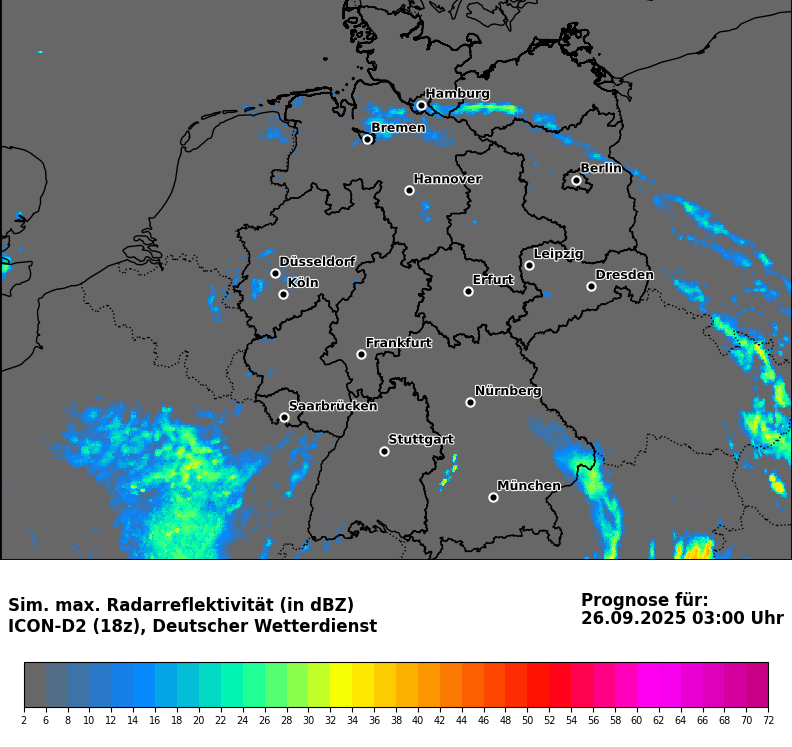 Hamburg
Bremen
Berlin
Hannover
Leipzig
Düsseldorf
Dresden
Köln
Erfurt
Frankfurt
Nürnberg
Saarbrücken
Stuttgart
München
Sim. max. Radarreflektivität (in dBZ)
ICON-D2 (18z), Deutscher Wetterdienst
Prognose für:
26.09.2025 03:00 Uhr
2 6 8 10 12 14 16 18 20 22 24 26 28 30 32 34 36 38 40 42 44 46 48 50 52 54 56 58 60 62 64 66 68 70 72